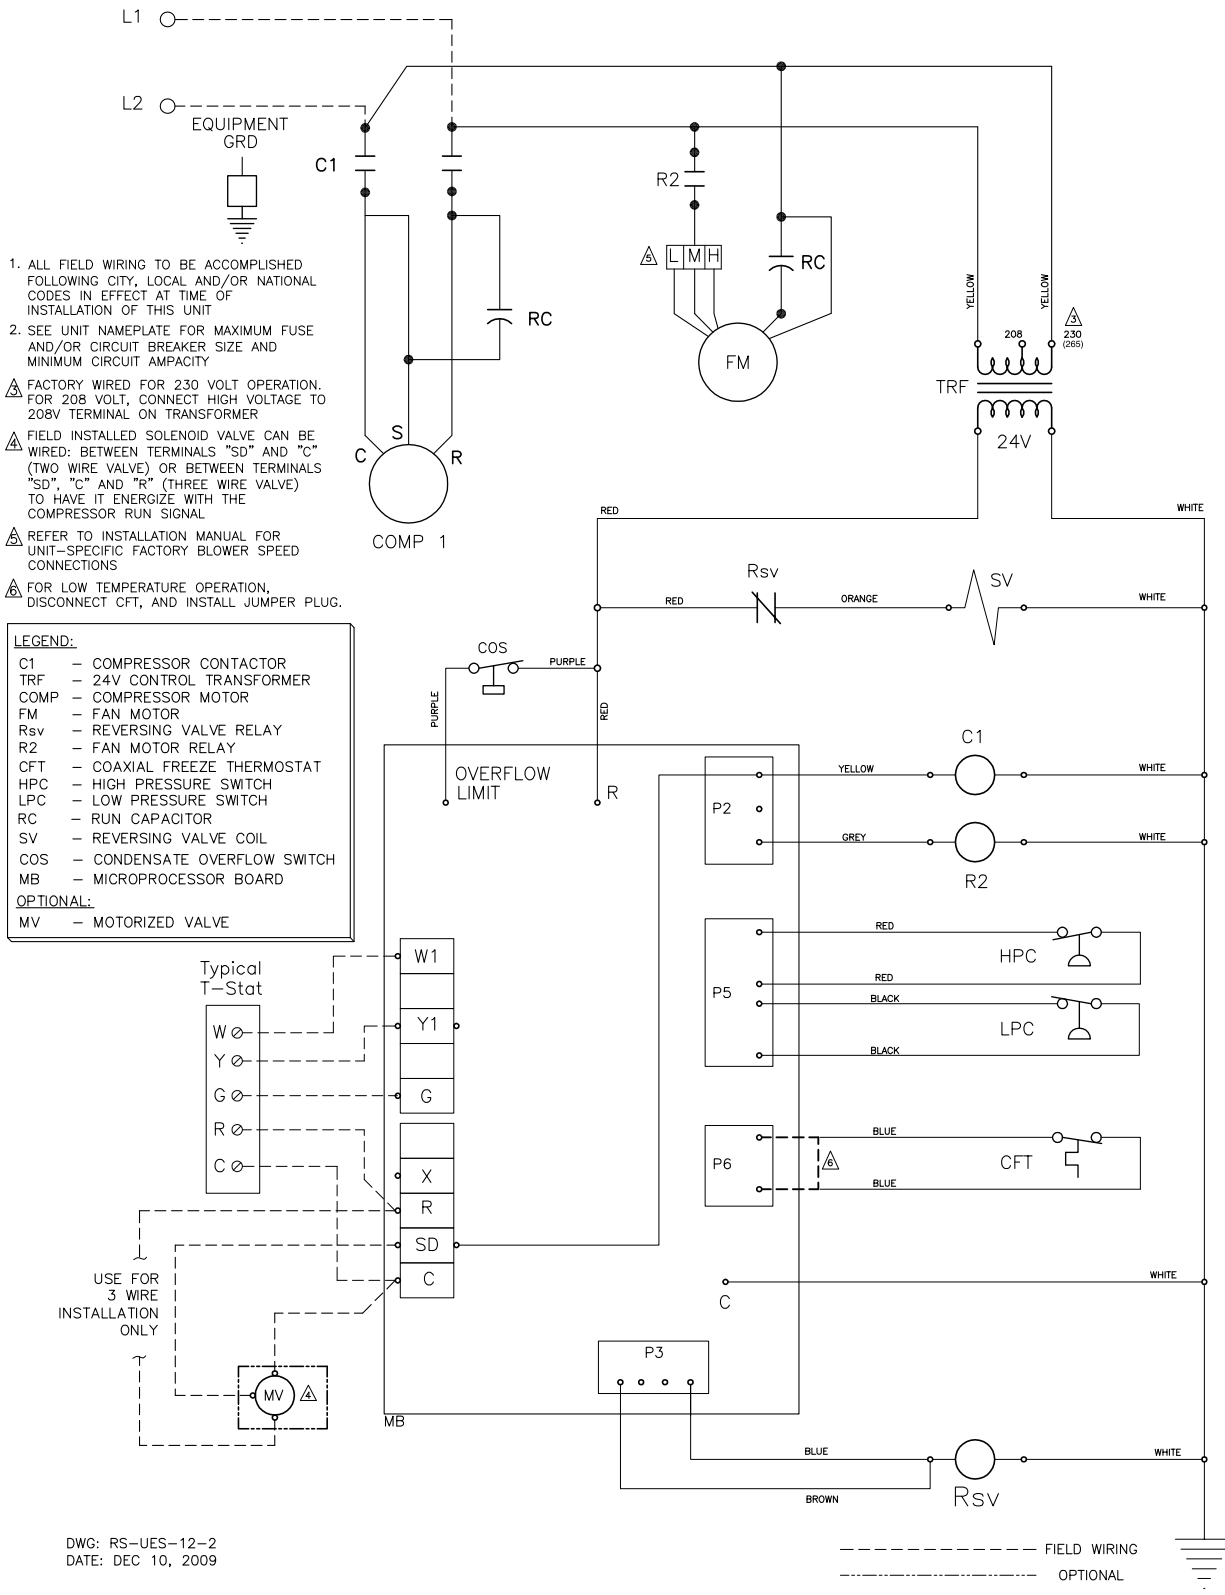 L1
L2
EQUIPMENT
GRD
C1
R2
5
L M H
RC
RC
FM
YELLOW
YELLOW
3
208
230
(265)
TRF
24V
C
S
R
COMP 1
1. ALL FIELD WIRING TO BE ACCOMPLISHED
FOLLOWING CITY, LOCAL AND/OR NATIONAL
CODES IN EFFECT AT TIME OF
INSTALLATION OF THIS UNIT
2. SEE UNIT NAMEPLATE FOR MAXIMUM FUSE
AND/OR CIRCUIT BREAKER SIZE AND
MINIMUM CIRCUIT AMPACITY
3 FACTORY WIRED FOR 230 VOLT OPERATION.
FOR 208 VOLT, CONNECT HIGH VOLTAGE TO
208V TERMINAL ON TRANSFORMER
4 FIELD INSTALLED SOLENOID VALVE CAN BE
WIRED: BETWEEN TERMINALS "SD" AND "C"
(TWO WIRE VALVE) OR BETWEEN TERMINALS
"SD", "C" AND "R" (THREE WIRE VALVE)
TO HAVE IT ENERGIZE WITH THE
COMPRESSOR RUN SIGNAL
5 REFER TO INSTALLATION MANUAL FOR
UNIT-SPECIFIC FACTORY BLOWER SPEED
CONNECTIONS
6 FOR LOW TEMPERATURE OPERATION,
DISCONNECT CFT, AND INSTALL JUMPER PLUG.
LEGEND:
C1 - COMPRESSOR CONTACTOR
TRF - 24V CONTROL TRANSFORMER
COMP - COMPRESSOR MOTOR
FM - FAN MOTOR
Rsv - REVERSING VALVE RELAY
R2 - FAN MOTOR RELAY
CFT - COAXIAL FREEZE THERMOSTAT
HPC - HIGH PRESSURE SWITCH
LPC - LOW PRESSURE SWITCH
RC - RUN CAPACITOR
SV - REVERSING VALVE COIL
COS - CONDENSATE OVERFLOW SWITCH
MB - MICROPROCESSOR BOARD
OPTIONAL:
MV - MOTORIZED VALVE
RED
WHITE
Rsv
SV
RED
ORANGE
WHITE
COS
PURPLE
PURPLE
RED
OVERFLOW
LIMIT
R
P2
YELLOW
C1
WHITE
GREY
R2
WHITE
P5
RED
HPC
RED
BLACK
LPC
BLACK
P6
6
BLUE
CFT
BLUE
C
WHITE
P3
MB
BLUE
BROWN
Rsv
WHITE
Typical
T-Stat
W
Y
G
R
C
W1
Y1
G
X
R
SD
C
USE FOR
3 WIRE
INSTALLATION
ONLY
MV
4
DWG: RS-UES-12-2
DATE: DEC 10, 2009
FIELD WIRING
OPTIONAL